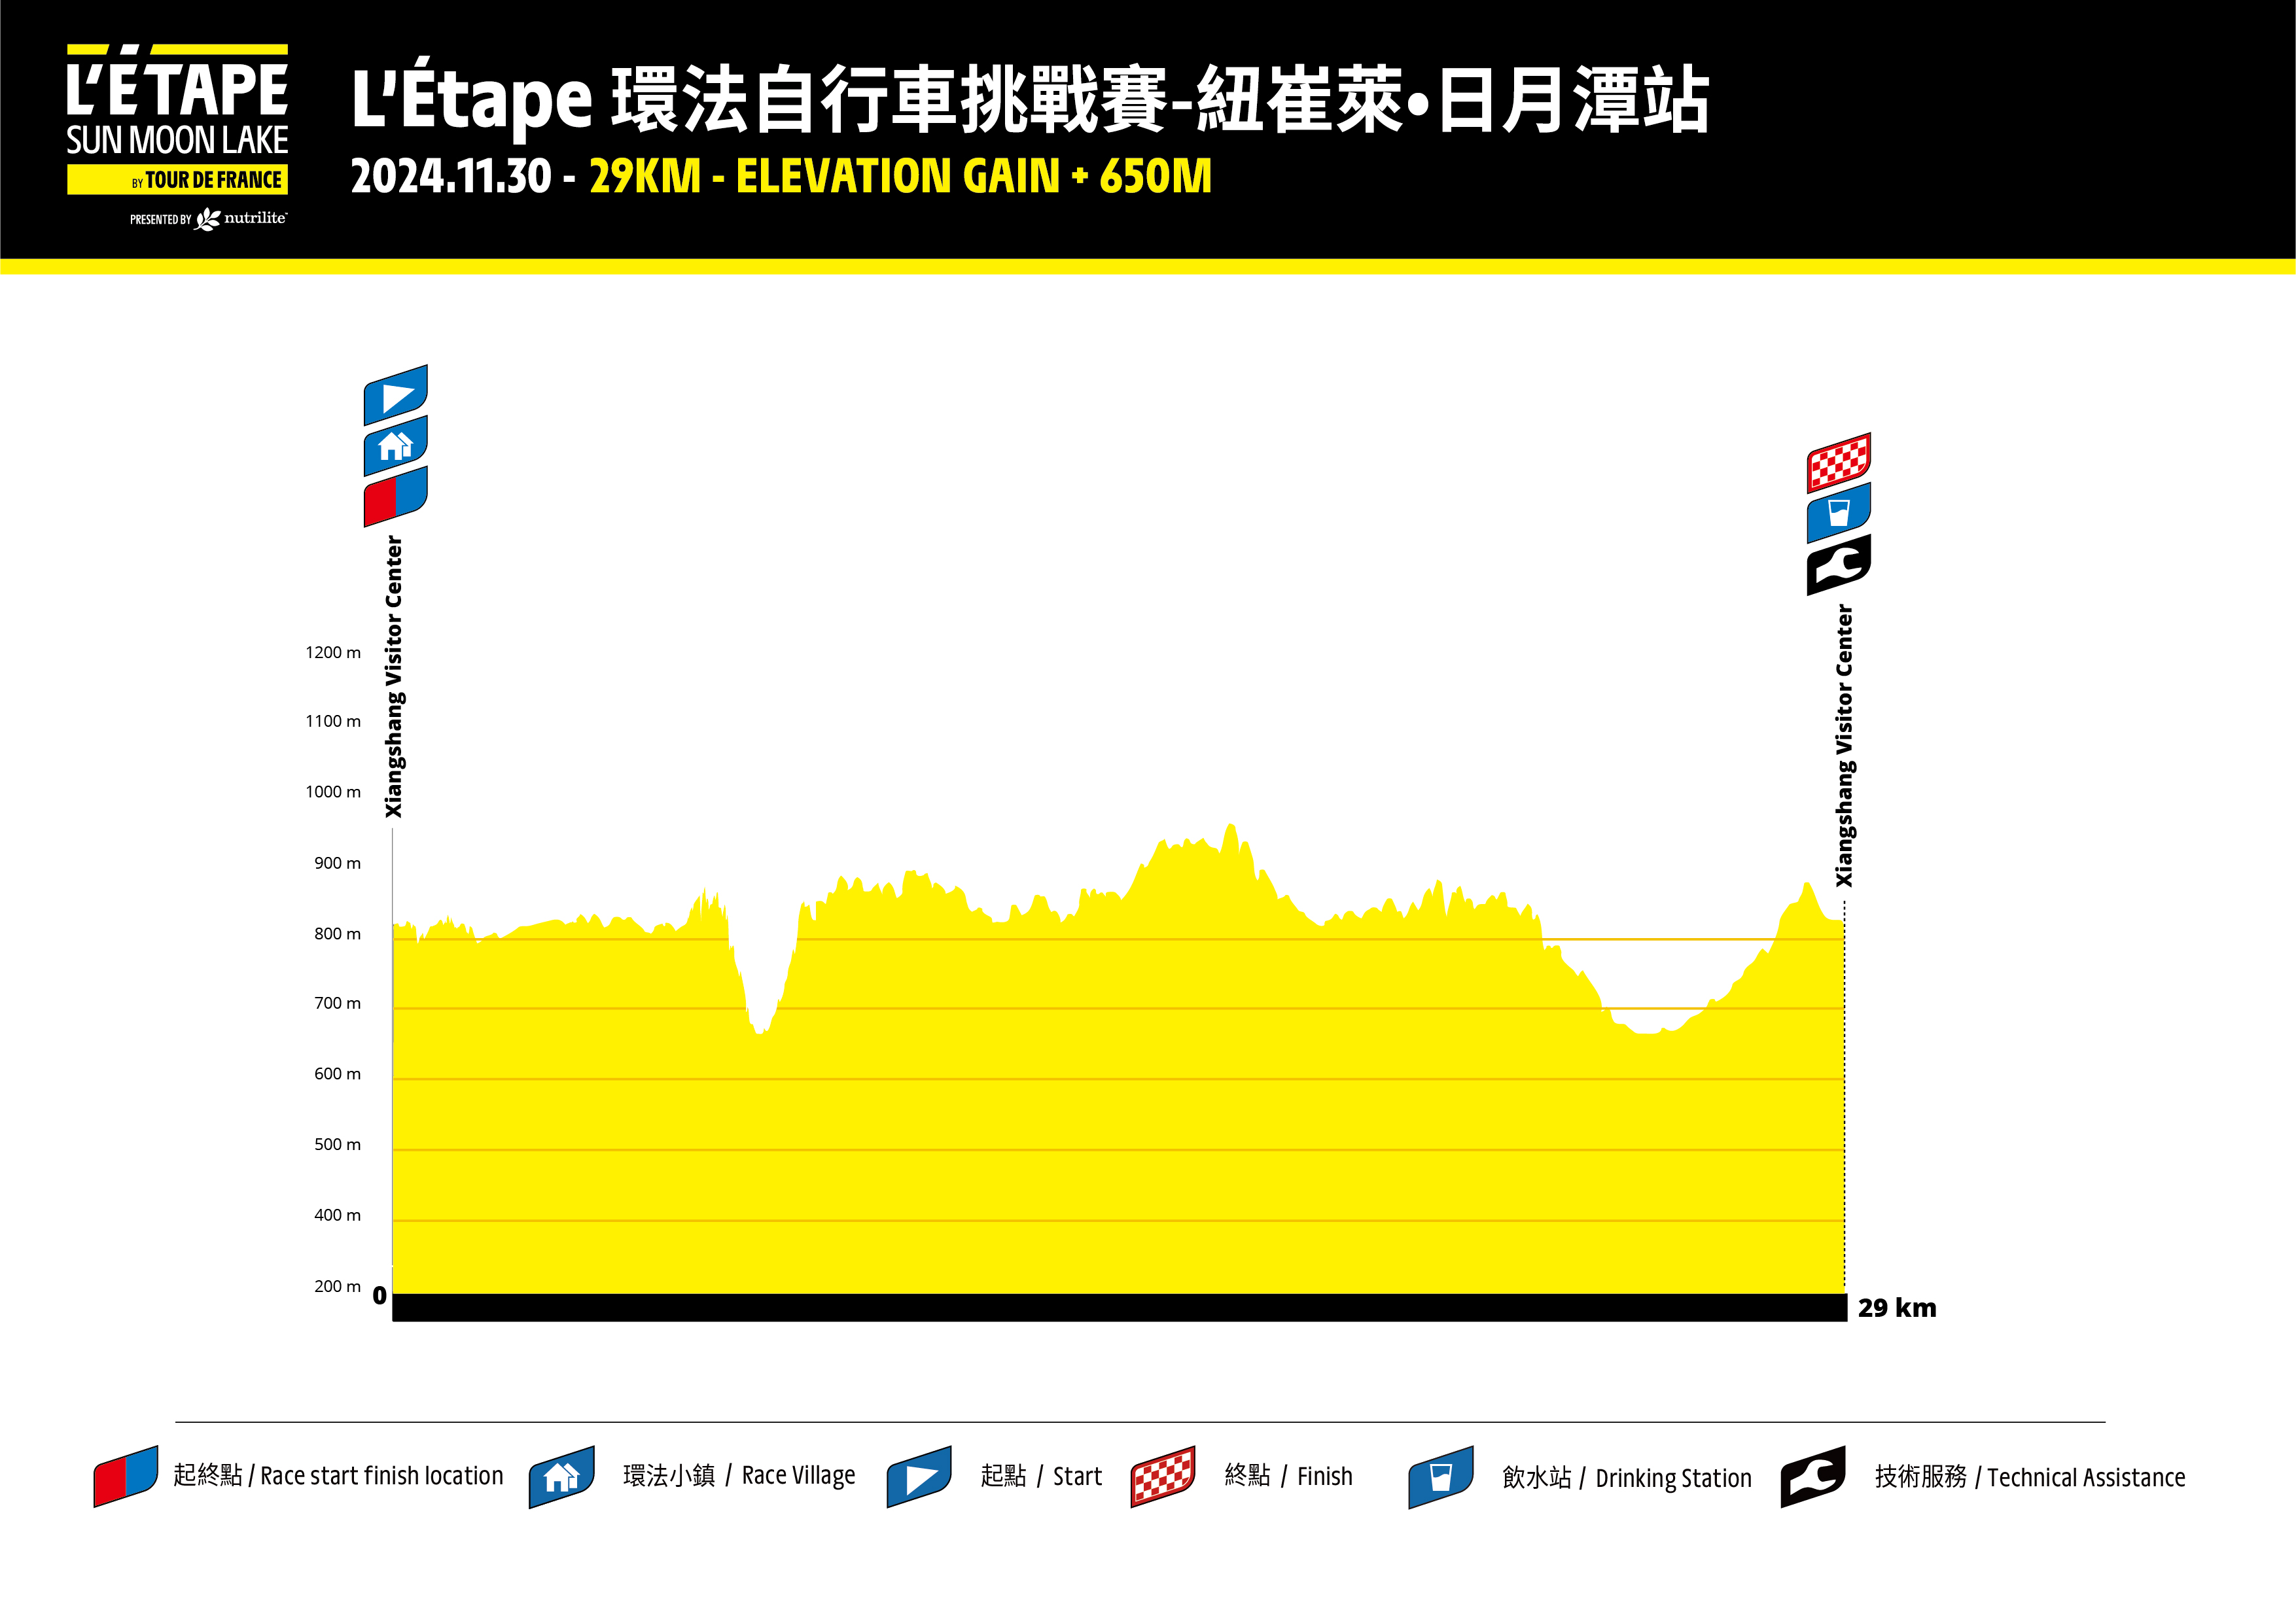 L'ÉTAPE
SUN MOON LAKE
BY TOUR DE FRANCE
PRESENTED BY nutrilite
L'Étape 環法自行車挑戰賽-紐崔萊•日月潭站
2024.11.30 - 29KM - ELEVATION GAIN + 650M
Xiangshang Visitor Center
Xiangshang Visitor Center
1200 m
1100 m
1000 m
900 m
800 m
700 m
600 m
500 m
400 m
200 m
0
29 km
起終點 / Race start finish location
環法小鎮 / Race Village
起點 / Start
終點 / Finish
飲水站 / Drinking Station
技術服務 / Technical Assistance